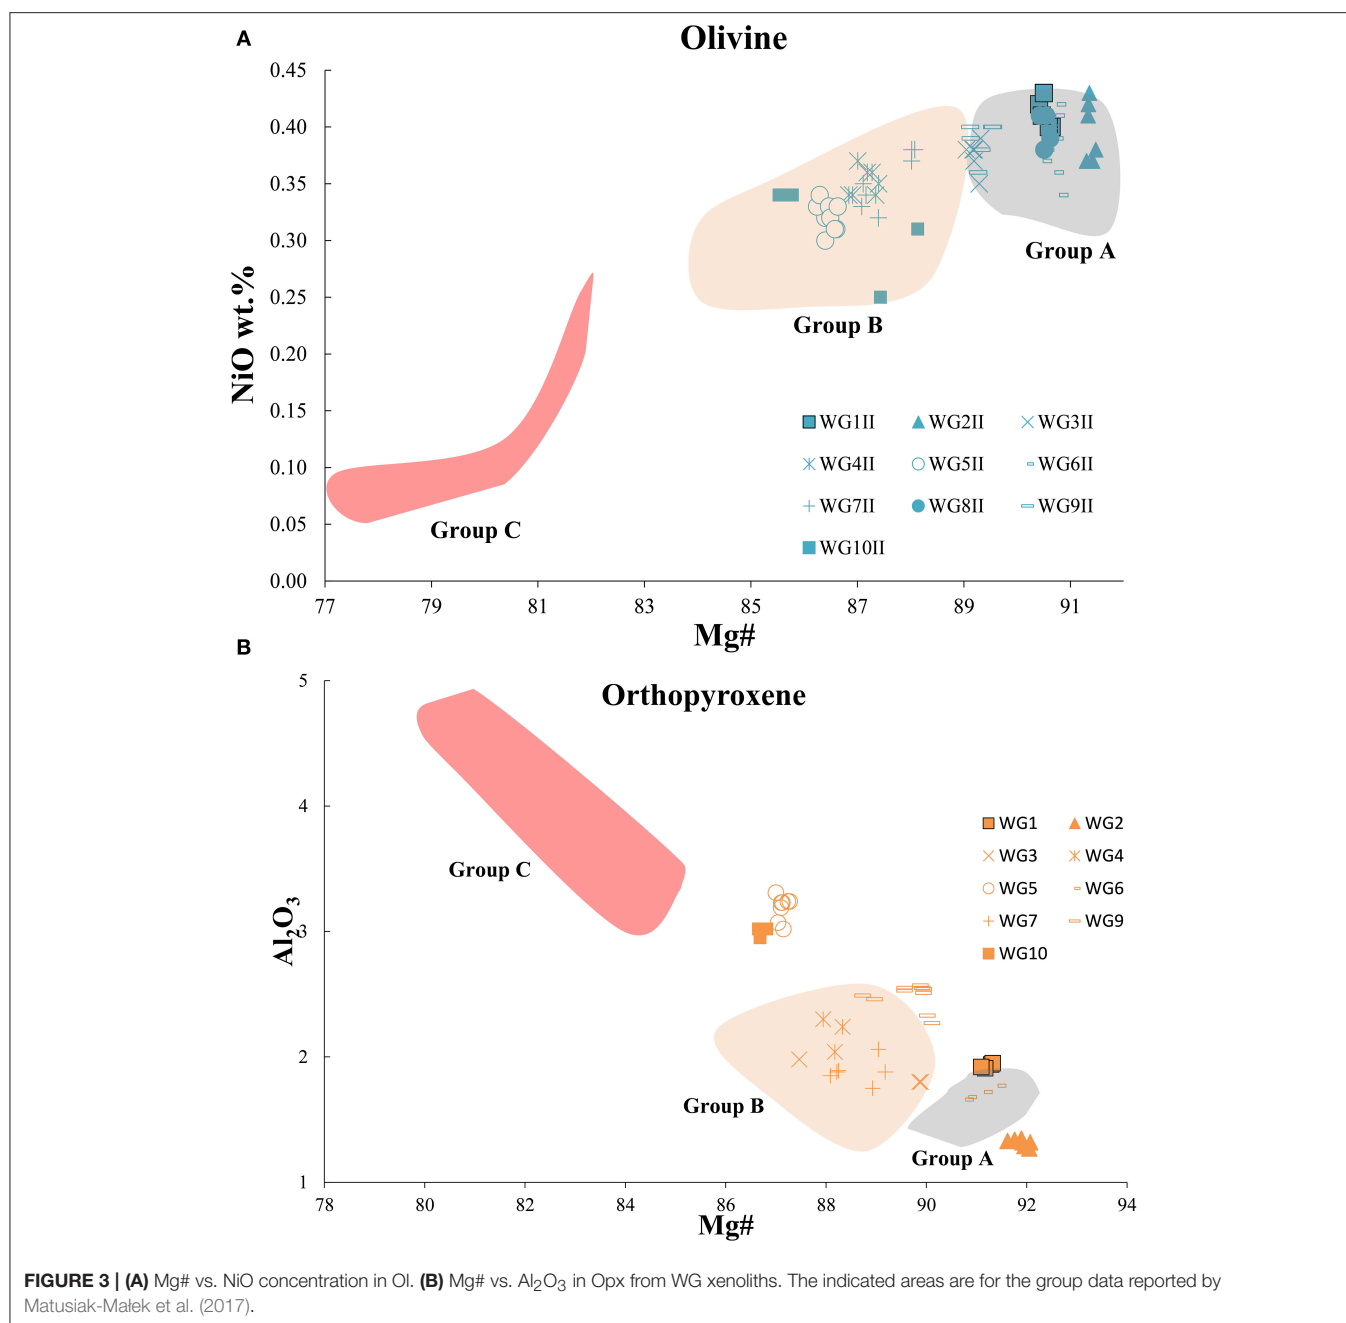 A
Olivine
NiO wt.%
0.45
0.40
0.35
0.30
0.25
0.20
0.15
0.10
0.05
0.00
Group A
Group B
Group C
WG1II WG2II WG3II
WG4II WG5II WG6II
WG7II WG8II WG9II
WG10II
77 79 81 83 85 87 89 91
Mg#
B
Orthopyroxene
Al₂O₃
5
4
3
2
1
Group C
Group B
Group A
WG1 WG2
WG3 WG4
WG5 WG6
WG7 WG9
WG10
78 80 82 84 86 88 90 92 94
Mg#
FIGURE 3 | (A) Mg# vs. NiO concentration in Ol. (B) Mg# vs. Al₂O₃ in Opx from WG xenoliths. The indicated areas are for the group data reported by
Matusiak-Małek et al. (2017).